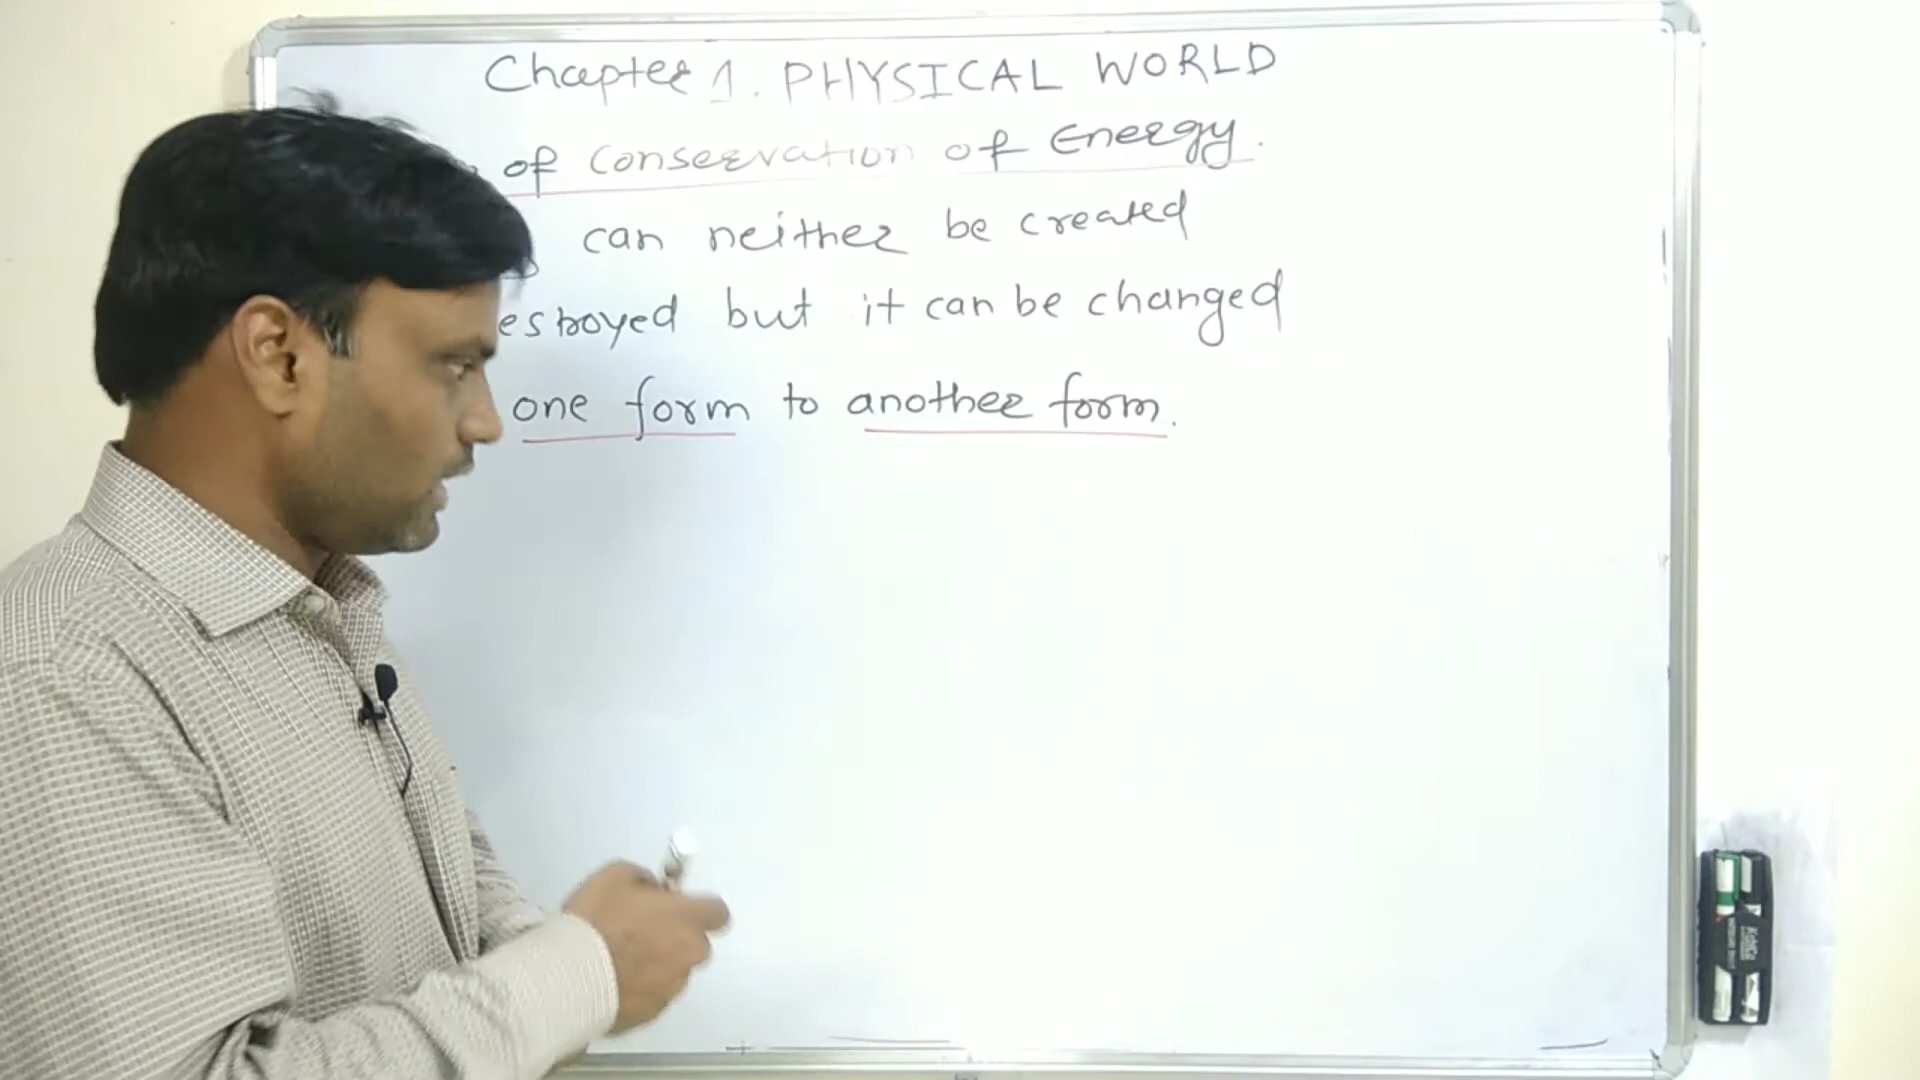 Chapter 1. PHYSICAL WORLD
of conservation of Energy.
can neither be created
estroyed but it can be changed
one form to another form.